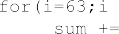 for(i=63;i
sum +=